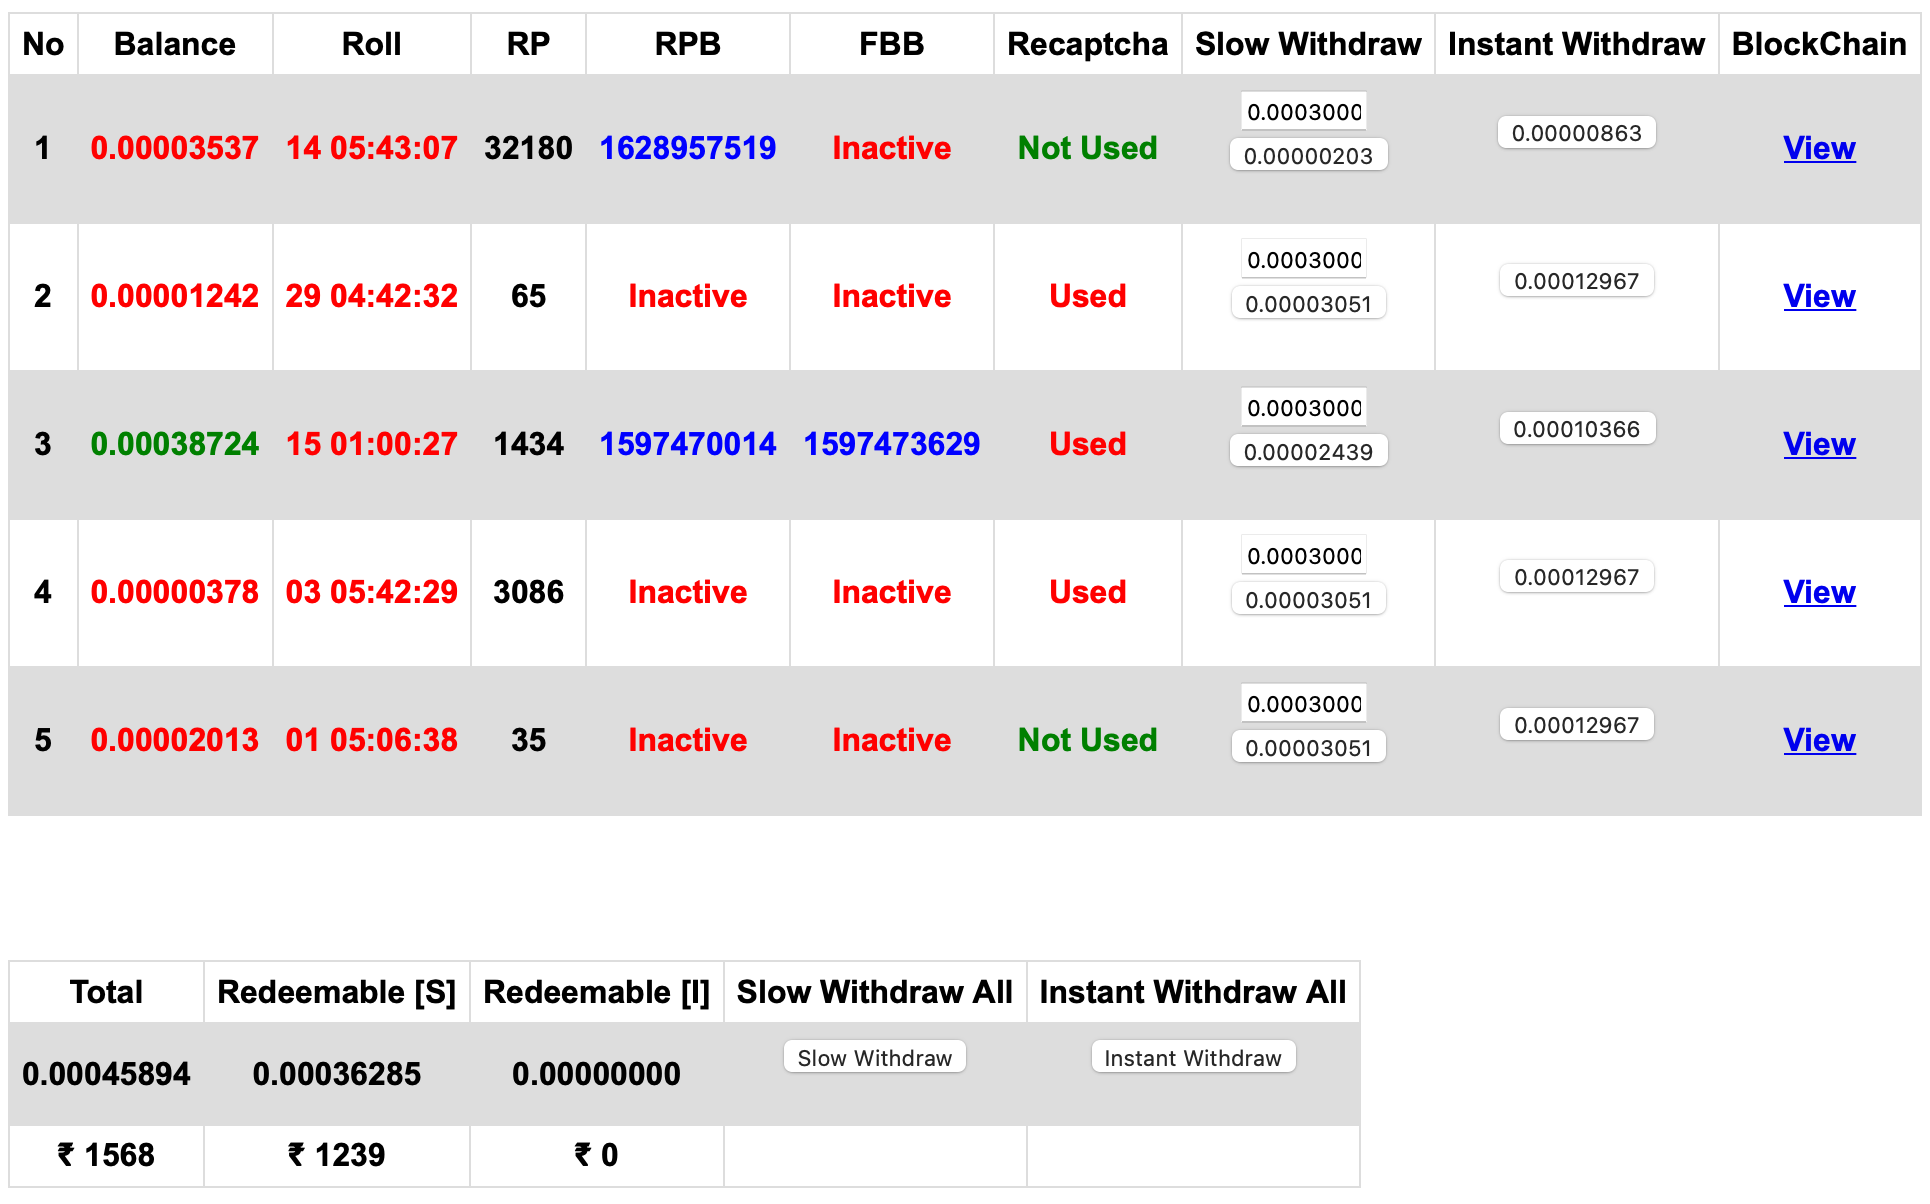 No Balance Roll RP RPB FBB Recaptcha Slow Withdraw Instant Withdraw BlockChain
0.0003000
1 0.00003537 14 05:43:07 32180 1628957519 Inactive Not Used 0.00000203 0.00000863 View
0.0003000
2 0.00001242 29 04:42:32 65 Inactive Inactive Used 0.00003051 0.00012967 View
0.0003000
3 0.00038724 15 01:00:27 1434 1597470014 1597473629 Used 0.00002439 0.00010366 View
0.0003000
4 0.00000378 03 05:42:29 3086 Inactive Inactive Used 0.00003051 0.00012967 View
0.0003000
5 0.00002013 01 05:06:38 35 Inactive Inactive Not Used 0.00003051 0.00012967 View
Total Redeemable [S] Redeemable [I] Slow Withdraw All Instant Withdraw All
0.00045894 0.00036285 0.00000000 Slow Withdraw Instant Withdraw
₹ 1568 ₹ 1239 ₹ 0